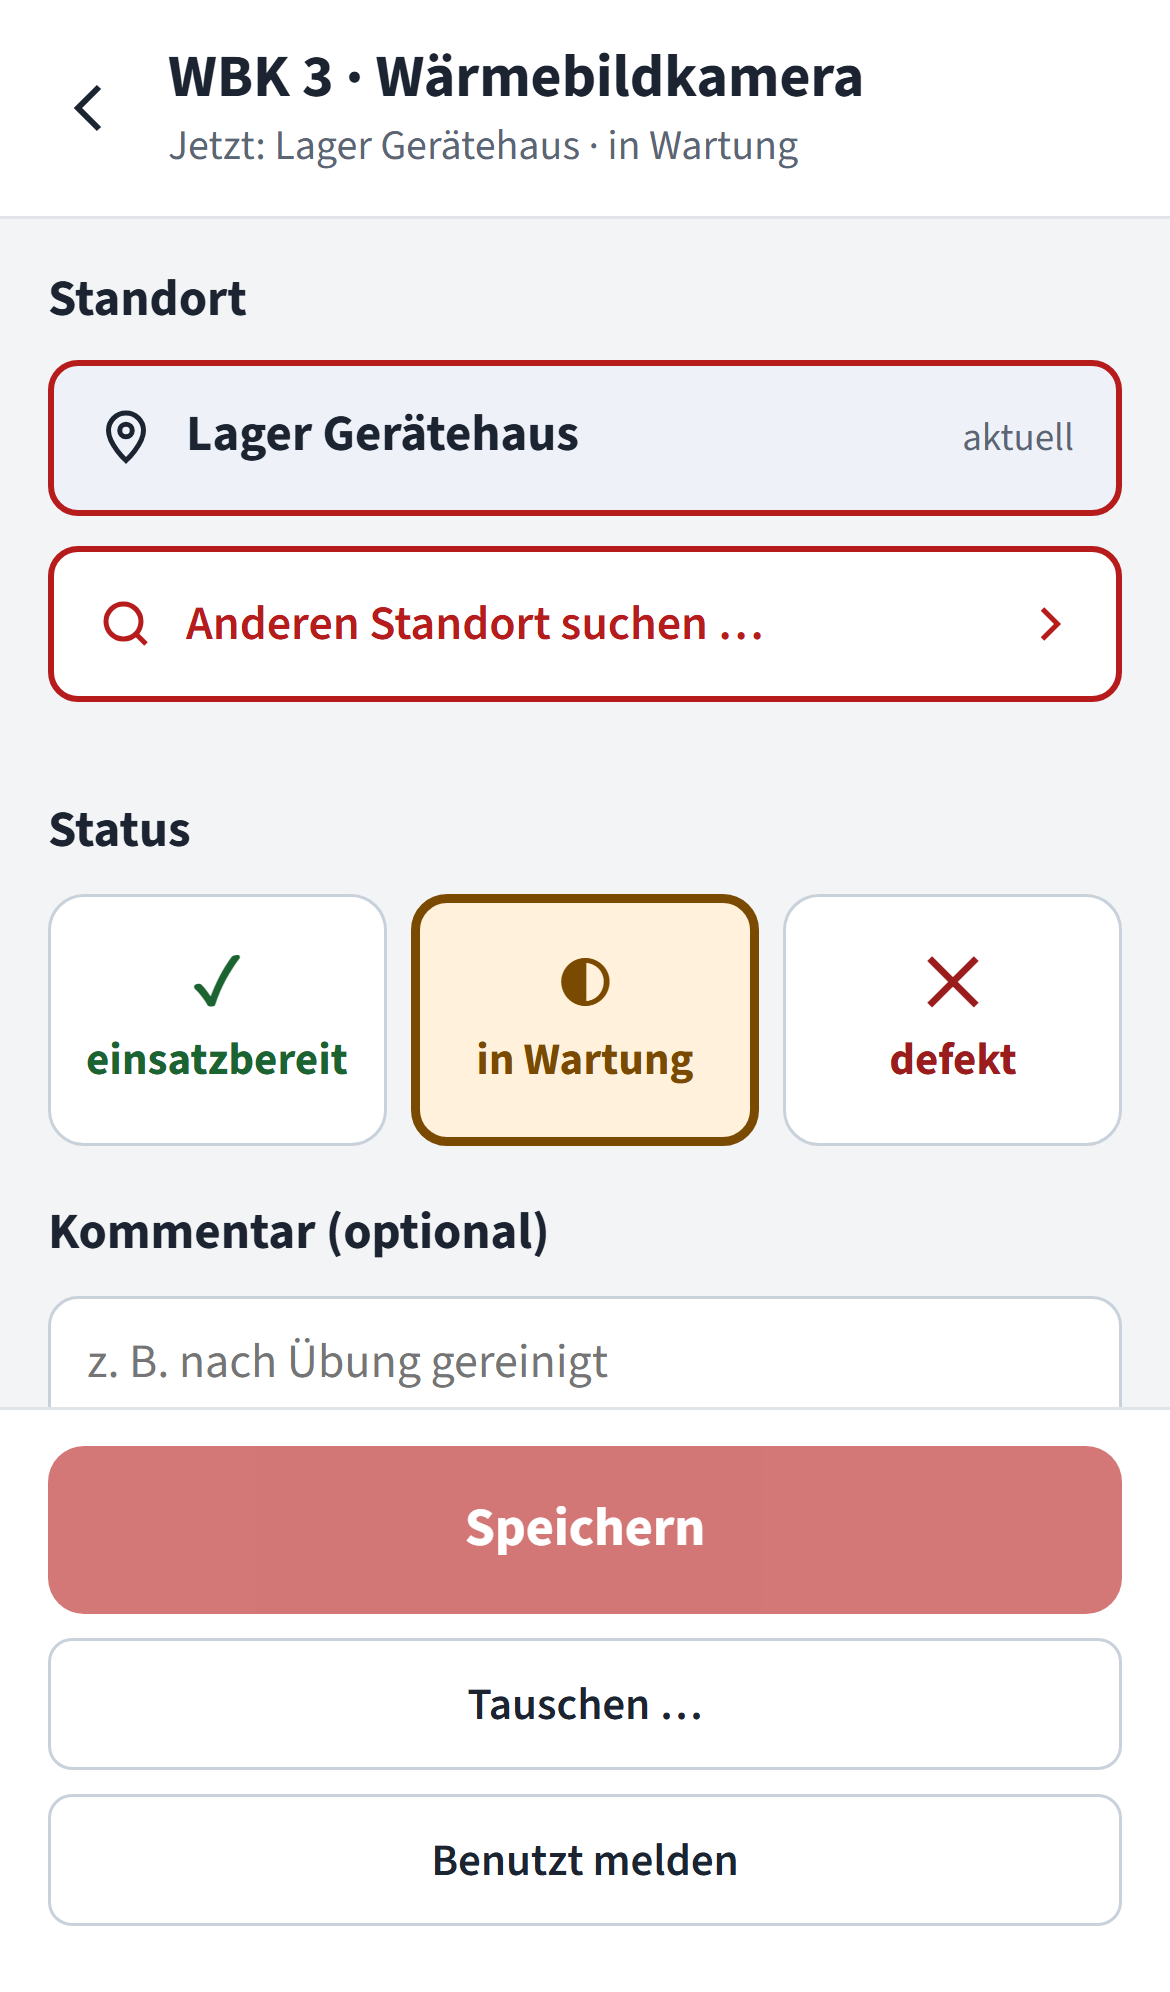 WBK 3 · Wärmebildkamera
Jetzt: Lager Gerätehaus · in Wartung
Standort
Lager Gerätehaus
aktuell
Anderen Standort suchen …
Status
einsatzbereit
in Wartung
defekt
Kommentar (optional)
z. B. nach Übung gereinigt
Speichern
Tauschen …
Benutzt melden